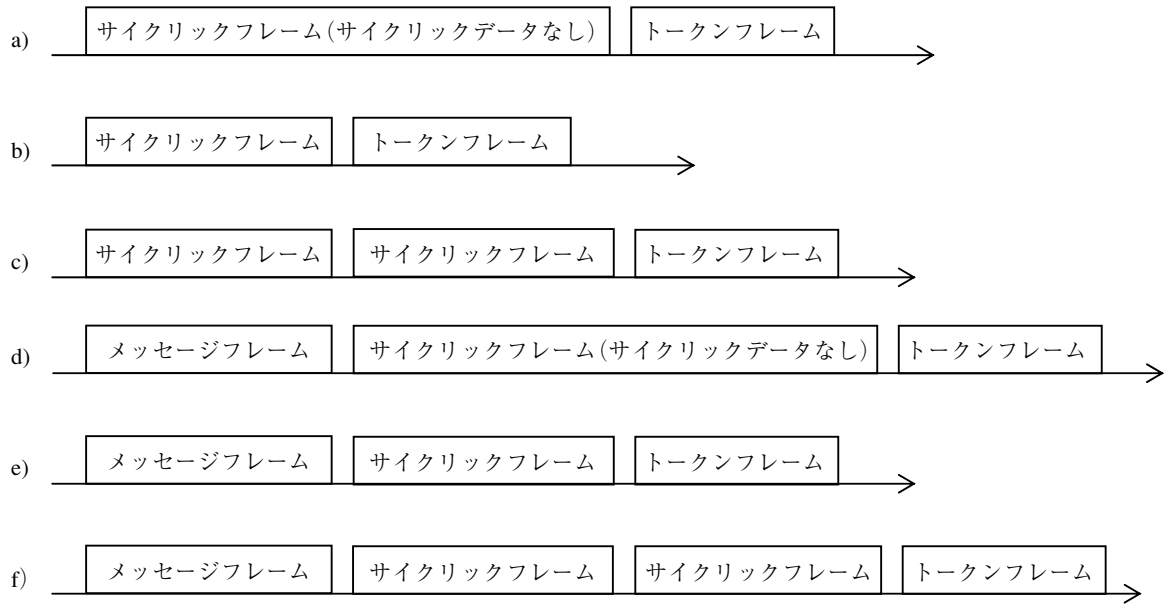 a) サイクリックフレーム(サイクリックデータなし) トークンフレーム
b) サイクリックフレーム トークンフレーム
c) サイクリックフレーム サイクリックフレーム トークンフレーム
d) メッセージフレーム サイクリックフレーム(サイクリックデータなし) トークンフレーム
e) メッセージフレーム サイクリックフレーム トークンフレーム
f) メッセージフレーム サイクリックフレーム サイクリックフレーム トークンフレーム